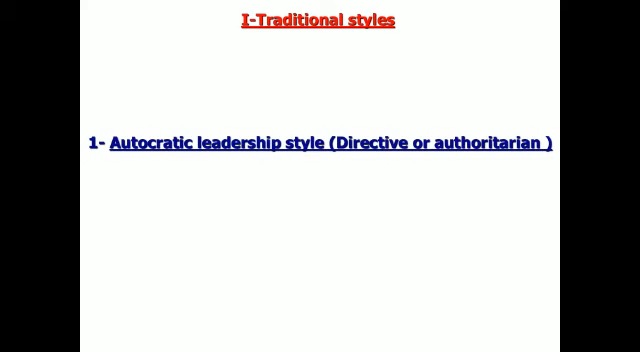 I-Traditional styles
1- Autocratic leadership style (Directive or authoritarian )